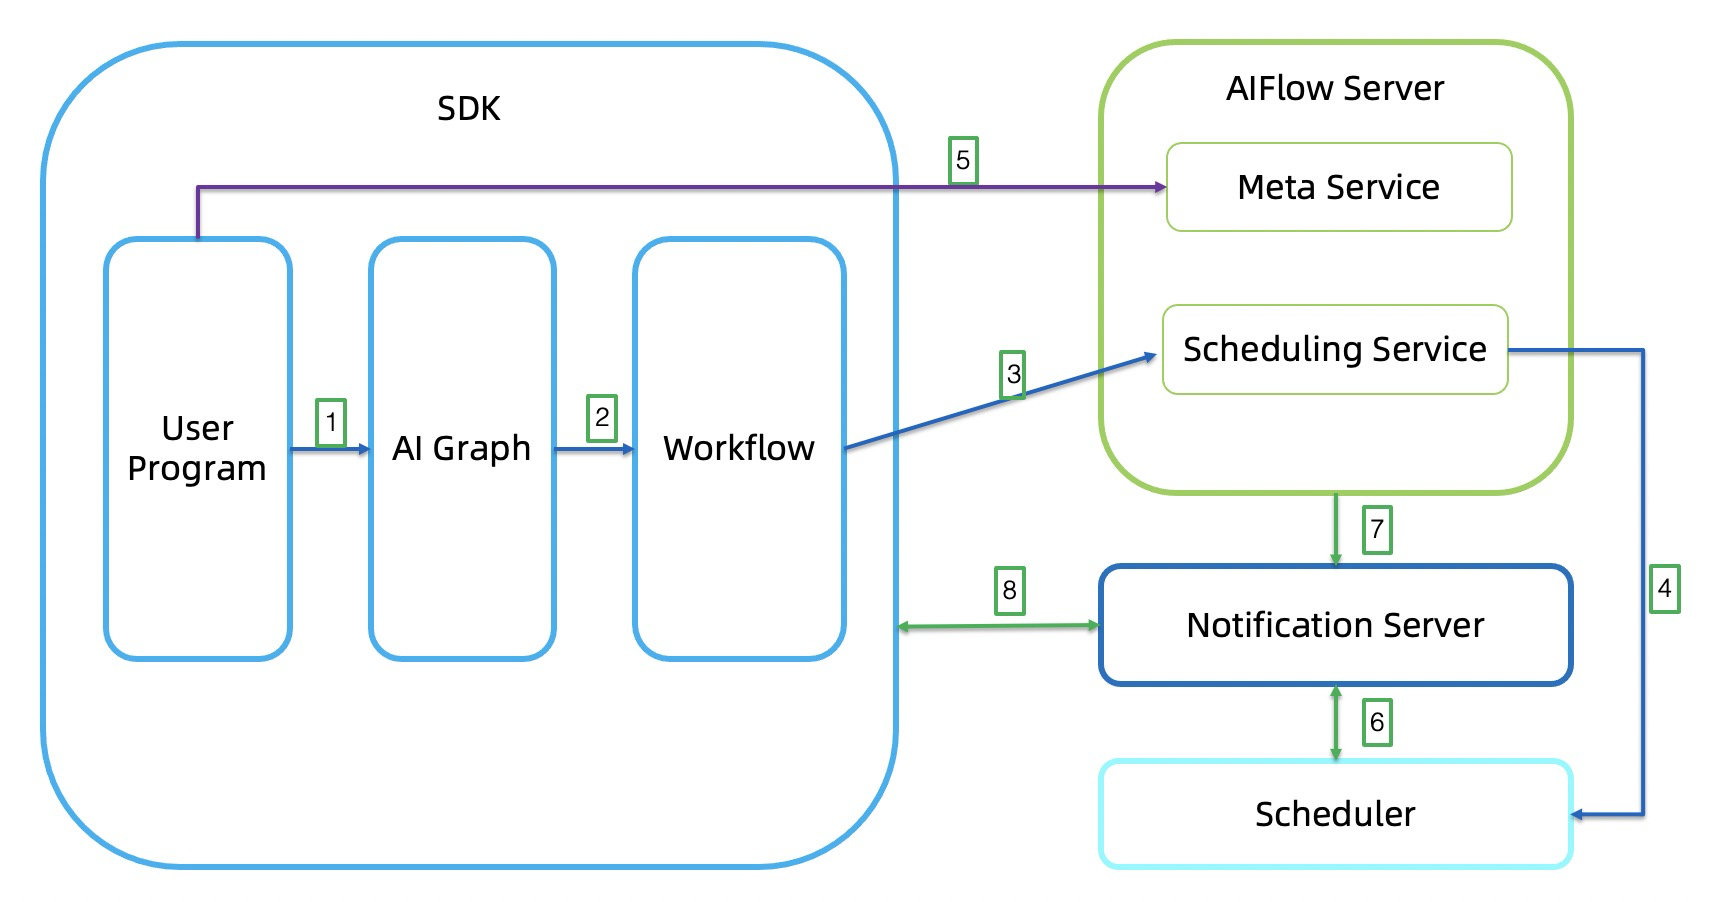 SDK
AIFlow Server
5
Meta Service
3
Scheduling Service
1
2
User
Program
AI Graph
Workflow
7
8
4
Notification Server
6
Scheduler